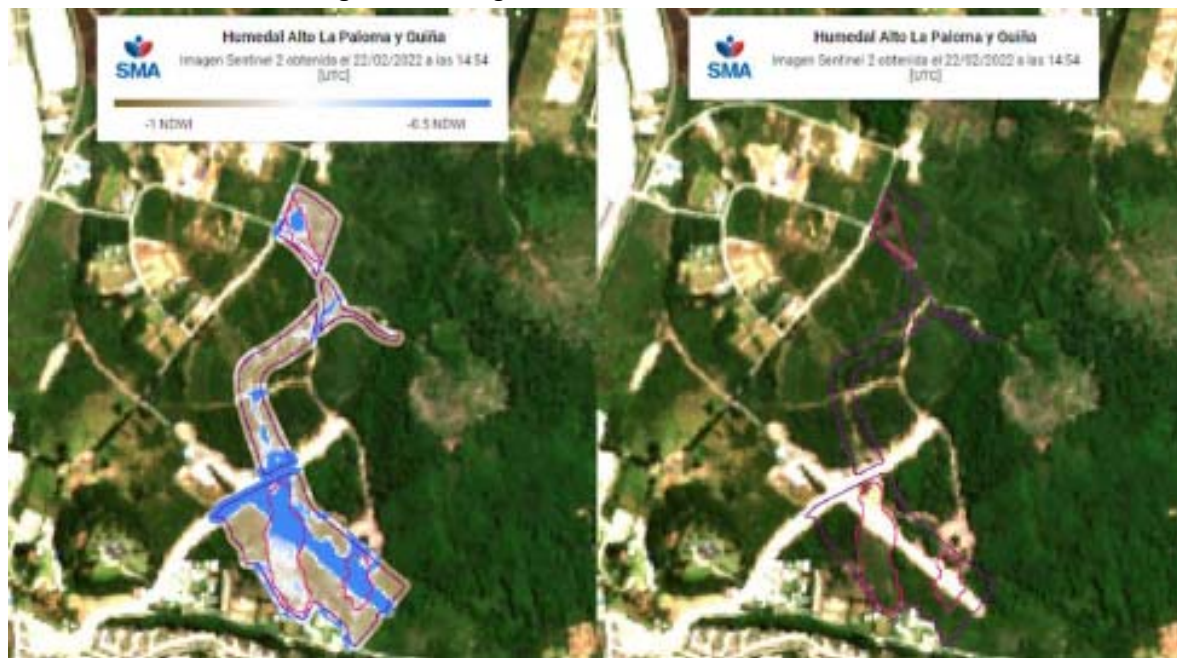 Humedal Alto La Paloma y Guiña
Imagen Sentinel 2 obtenida el 22/02/2022 a las 14:54
[UTC]
SMA
-1 NDWI
-0.5 NDWI
Humedal Alto La Paloma y Guiña
Imagen Sentinel 2 obtenida el 22/02/2022 a las 14:54
[UTC]
SMA